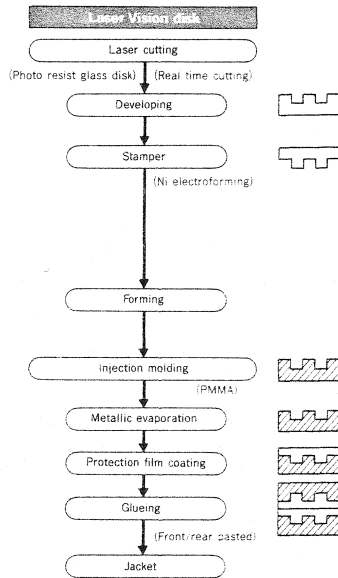 Laser Vision disk
Laser cutting
(Photo resist glass disk) (Real time cutting)
Developing
Stamper
(Ni electroforming)
Forming
Injection molding
(PMMA)
Metallic evaporation
Protection film coating
Glueing
(Front/rear pasted)
Jacket